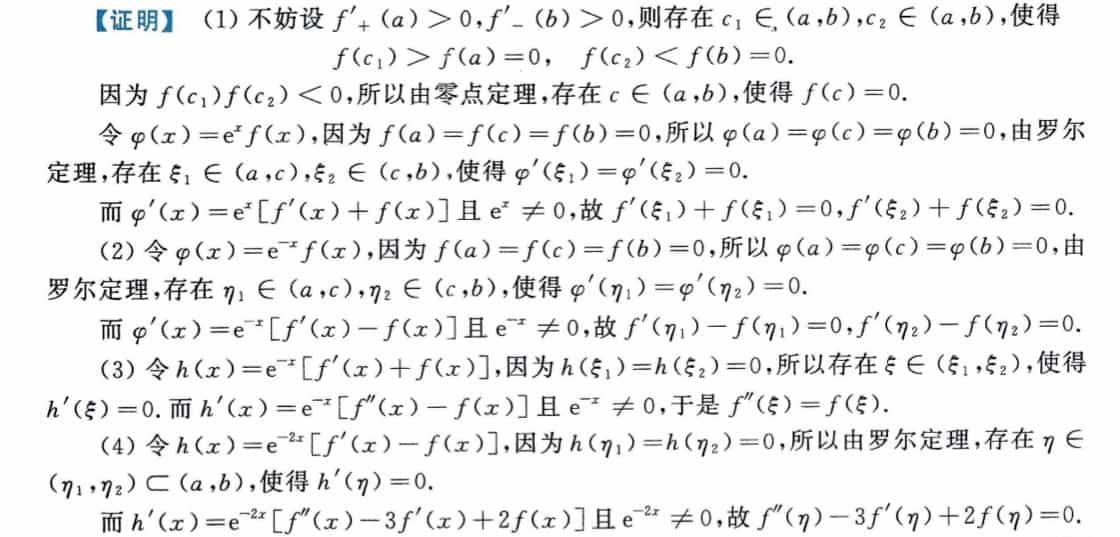 【证明】 (1) 不妨设 f′₊(a)>0,f′₋(b)>0,则存在 c₁∈(a,b),c₂∈(a,b),使得
f(c₁)>f(a)=0, f(c₂)<f(b)=0.
因为 f(c₁)f(c₂)<0,所以由零点定理,存在 c∈(a,b),使得 f(c)=0.
令 φ(x)=eˣf(x),因为 f(a)=f(c)=f(b)=0,所以 φ(a)=φ(c)=φ(b)=0,由罗尔
定理,存在 ξ₁∈(a,c),ξ₂∈(c,b),使得 φ′(ξ₁)=φ′(ξ₂)=0.
而 φ′(x)=eˣ[f′(x)+f(x)]且 eˣ≠0,故 f′(ξ₁)+f(ξ₁)=0,f′(ξ₂)+f(ξ₂)=0.
(2) 令 φ(x)=e⁻ˣf(x),因为 f(a)=f(c)=f(b)=0,所以 φ(a)=φ(c)=φ(b)=0,由
罗尔定理,存在 η₁∈(a,c),η₂∈(c,b),使得 φ′(η₁)=φ′(η₂)=0.
而 φ′(x)=e⁻ˣ[f′(x)-f(x)]且 e⁻ˣ≠0,故 f′(η₁)-f(η₁)=0,f′(η₂)-f(η₂)=0.
(3) 令 h(x)=e⁻ˣ[f′(x)+f(x)],因为 h(ξ₁)=h(ξ₂)=0,所以存在 ξ∈(ξ₁,ξ₂),使得
h′(ξ)=0.而 h′(x)=e⁻ˣ[f″(x)-f(x)]且 e⁻ˣ≠0,于是 f″(ξ)=f(ξ).
(4) 令 h(x)=e⁻²ˣ[f′(x)-f(x)],因为 h(η₁)=h(η₂)=0,所以由罗尔定理,存在 η∈
(η₁,η₂)⊂(a,b),使得 h′(η)=0.
而 h′(x)=e⁻²ˣ[f″(x)-3f′(x)+2f(x)]且 e⁻²ˣ≠0,故 f″(η)-3f′(η)+2f(η)=0.